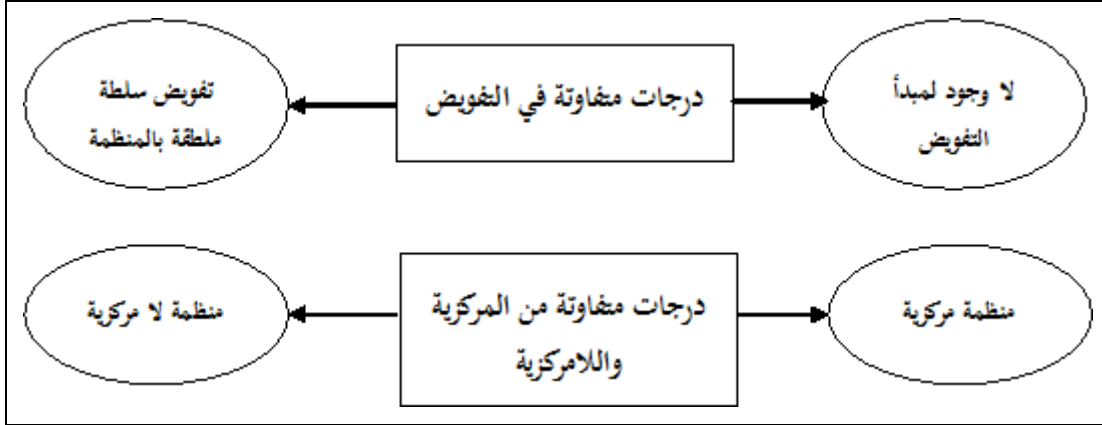 لا وجود لمبدأ
التفويض
درجات متفاوتة في التفويض
تفويض سلطة
ملطقة بالمنظمة
منظمة مركزية
درجات متفاوتة من المركزية
واللامركزية
منظمة لا مركزية